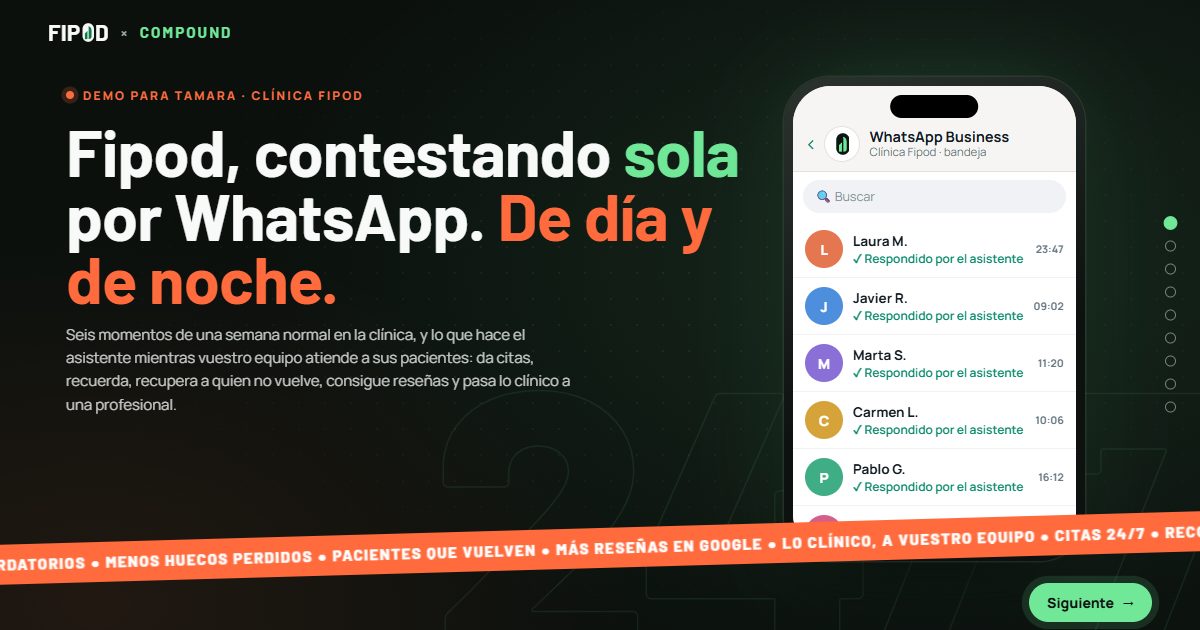 FIPOD × COMPOUND
DEMO PARA TAMARA · CLÍNICA FIPOD
Fipod, contestando sola
por WhatsApp. De día y
de noche.
Seis momentos de una semana normal en la clínica, y lo que hace el
asistente mientras vuestro equipo atiende a sus pacientes: da citas,
recuerda, recupera a quien no vuelve, consigue reseñas y pasa lo clínico a
una profesional.
WhatsApp Business
Clínica Fipod · bandeja
Buscar
Laura M.
23:47
✓ Respondido por el asistente
Javier R.
09:02
✓ Respondido por el asistente
Marta S.
11:20
✓ Respondido por el asistente
Carmen L.
10:06
✓ Respondido por el asistente
Pablo G.
16:12
✓ Respondido por el asistente
L
J
M
C
P
24/7
RDATORIOS ● MENOS HUECOS PERDIDOS ● PACIENTES QUE VUELVEN ● MÁS RESEÑAS EN GOOGLE ● LO CLÍNICO, A VUESTRO EQUIPO ● CITAS 24/7 ● RECO
Siguiente →